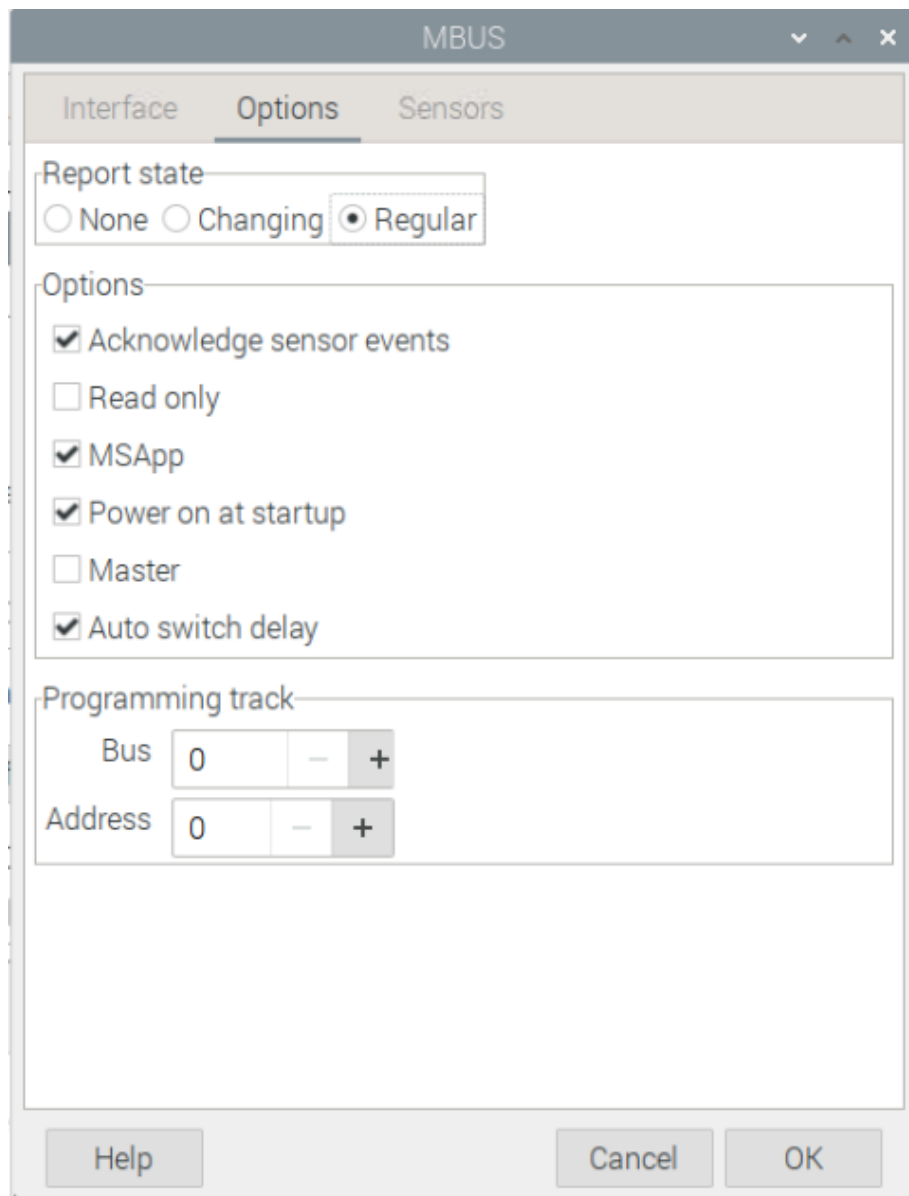 MBUS
Interface Options Sensors
Report state
None Changing Regular
Options
Acknowledge sensor events
Read only
MSApp
Power on at startup
Master
Auto switch delay
Programming track
Bus 0 − +
Address 0 − +
Help Cancel OK